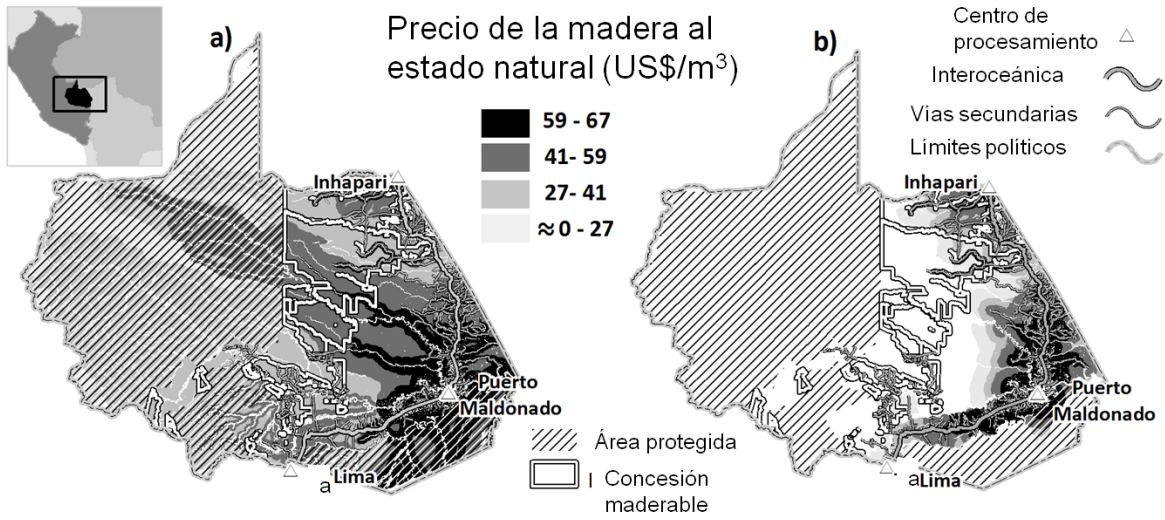 a)
Precio de la madera al
estado natural (US$/m³)
59 - 67
41- 59
27 - 41
≈ 0 - 27
b)
Centro de
procesamiento
Interoceánica
Vías secundarias
Límites políticos
Inhapari
Puerto
Maldonado
a Lima
Inhapari
Puerto
Maldonado
a Lima
Área protegida
Concesión
maderable